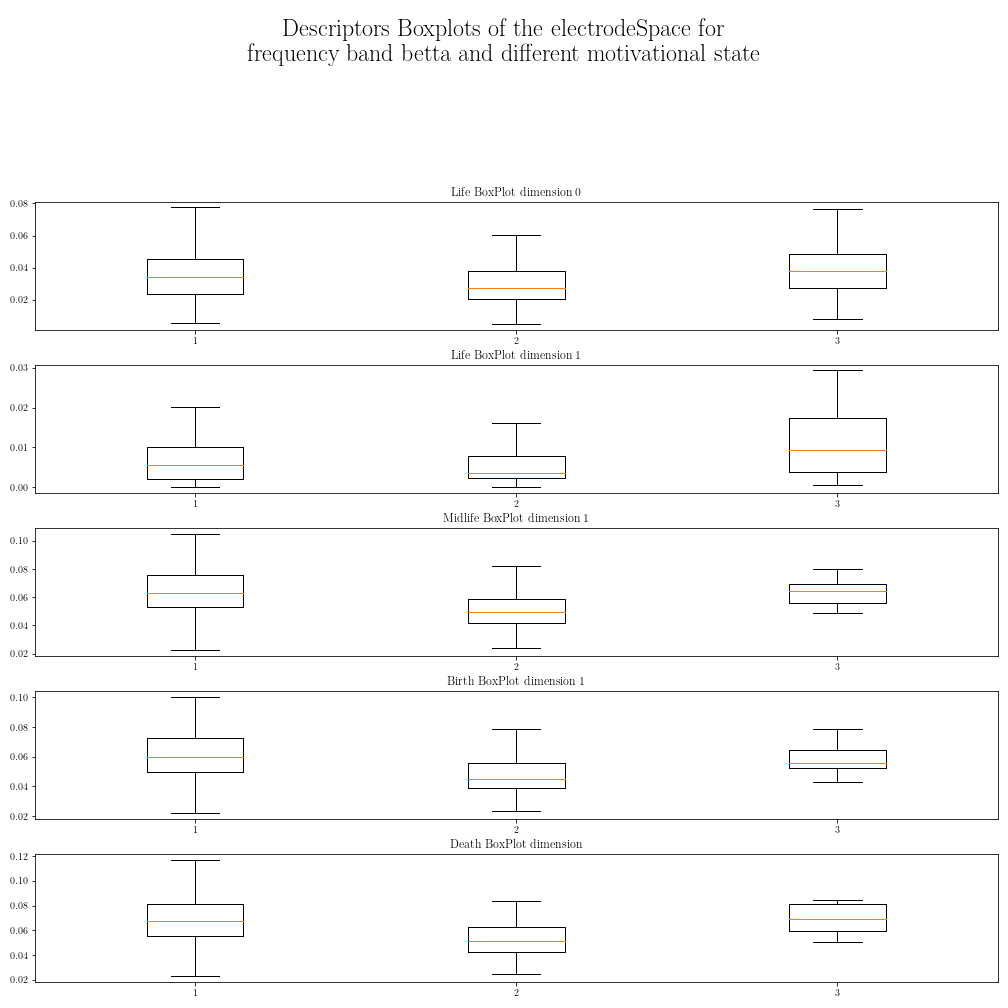 Descriptors Boxplots of the electrodeSpace for
frequency band betta and different motivational state
Life BoxPlot dimension 0
0.08
0.06
0.04
0.02
1 2 3
Life BoxPlot dimension 1
0.03
0.02
0.01
0.00
1 2 3
Midlife BoxPlot dimension 1
0.10
0.08
0.06
0.04
0.02
1 2 3
Birth BoxPlot dimension 1
0.10
0.08
0.06
0.04
0.02
1 2 3
Death BoxPlot dimension
0.12
0.10
0.08
0.06
0.04
0.02
1 2 3